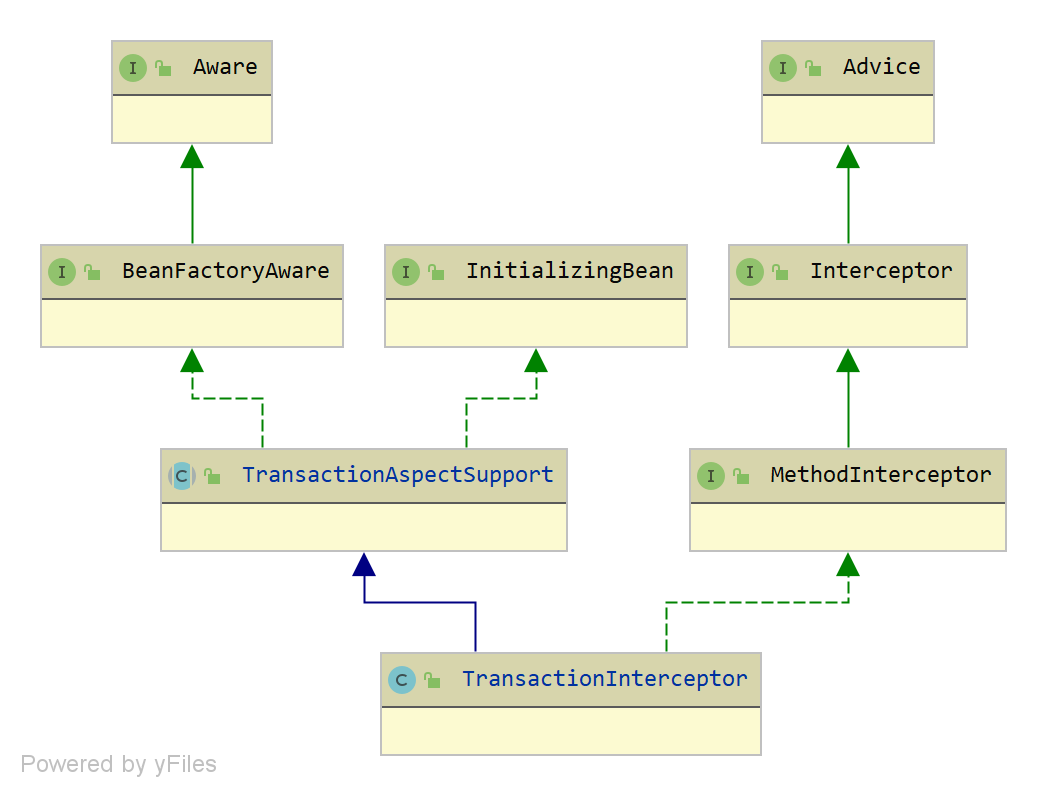 I Aware
I Advice
I BeanFactoryAware
I InitializingBean
I Interceptor
C TransactionAspectSupport
I MethodInterceptor
C TransactionInterceptor
Powered by yFiles